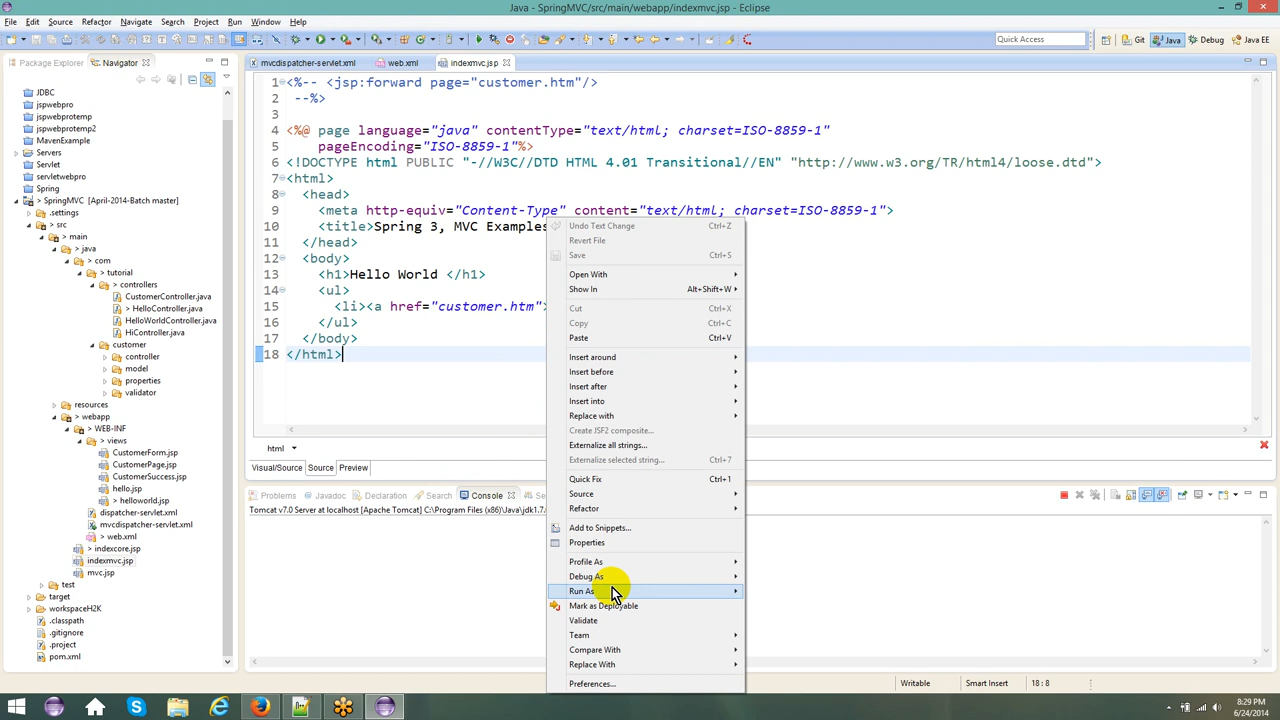 Java - SpringMVC/src/main/webapp/indexmvc.jsp - Eclipse
File Edit Source Refactor Navigate Search Project Run Window Help
Quick Access
Git Java Debug Java EE
Package Explorer Navigator
JDBC
jspwebpro
jspwebprotemp
jspwebprotemp2
MavenExample
Servers
Servlet
servletwebpro
Spring
> SpringMVC [April-2014-Batch master]
.settings
> src
> main
> java
> com
> tutorial
> controllers
CustomerController.java
> HelloController.java
HelloWorldController.java
HiController.java
> customer
controller
model
properties
validator
resources
> webapp
> WEB-INF
> views
CustomerForm.jsp
CustomerPage.jsp
CustomerSuccess.jsp
hello.jsp
> helloworld.jsp
dispatcher-servlet.xml
mvcdispatcher-servlet.xml
> web.xml
> indexcore.jsp
indexmvc.jsp
mvc.jsp
test
target
workspaceH2K
.classpath
.gitignore
.project
pom.xml
mvcdispatcher-servlet.xml web.xml indexmvc.jsp
1 <%-- <jsp:forward page="customer.htm"/>
2 --%>
3
4 <%@ page language="java" contentType="text/html; charset=ISO-8859-1"
5 pageEncoding="ISO-8859-1"%>
6 <!DOCTYPE html PUBLIC "-//W3C//DTD HTML 4.01 Transitional//EN" "http://www.w3.org/TR/html4/loose.dtd">
7 <html>
8 <head>
9 <meta http-equiv="Content-Type" content="text/html; charset=ISO-8859-1">
10 <title>Spring 3, MVC Examples
11 </head>
12 <body>
13 <h1>Hello World </h1>
14 <ul>
15 <li><a href="customer.htm">
16 </ul>
17 </body>
18 </html>
html
Visual/Source Source Preview
Undo Text Change Ctrl+Z
Revert File
Save Ctrl+S
Open With
Show In Alt+Shift+W
Cut Ctrl+X
Copy Ctrl+C
Paste Ctrl+V
Insert around
Insert before
Insert after
Insert into
Replace with
Create JSF2 composite...
Externalize all strings...
Externalize selected string... Ctrl+7
Quick Fix Ctrl+1
Source
Refactor
Add to Snippets...
Properties
Profile As
Debug As
Run As
Mark as Deployable
Validate
Team
Compare With
Replace With
Preferences...
Problems Javadoc Declaration Search Console Se
Tomcat v7.0 Server at localhost [Apache Tomcat] C:\Program Files (x86)\Java\jdk1.7.
Writable Smart Insert 18 : 8
8:29 PM
6/24/2014